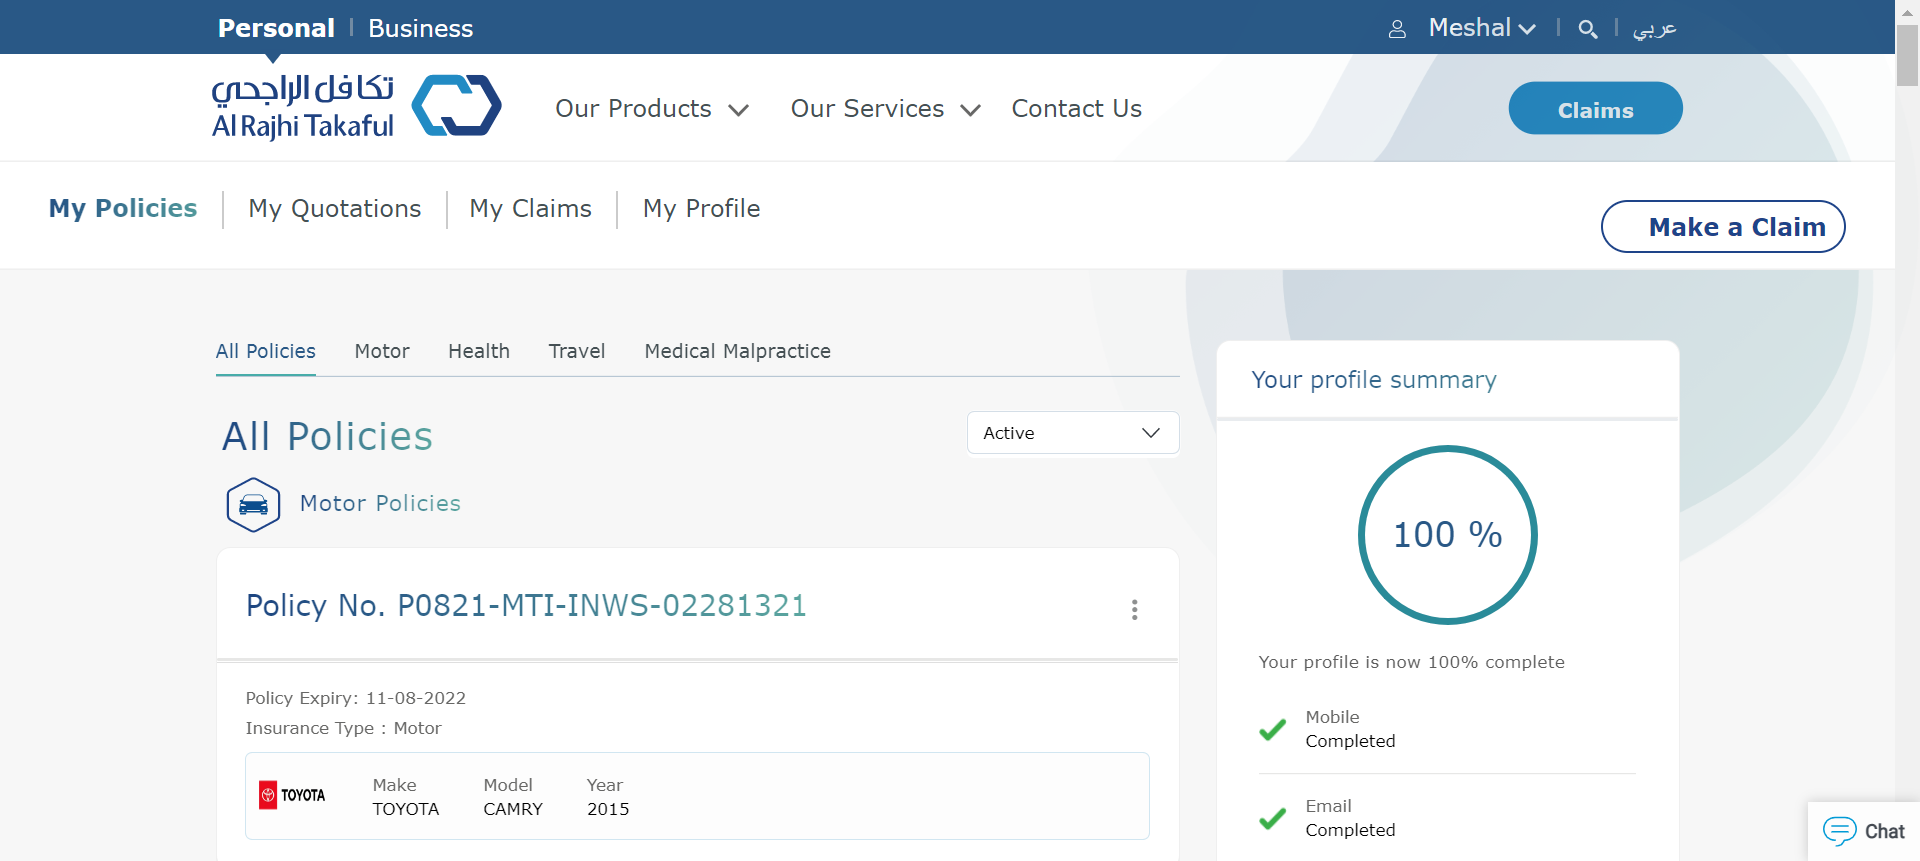 Personal | Business
Meshal
عربي
تكافل الراجحي
Al Rajhi Takaful
Our Products
Our Services
Contact Us
Claims
My Policies
My Quotations
My Claims
My Profile
Make a Claim
All Policies
Motor
Health
Travel
Medical Malpractice
All Policies
Active
Motor Policies
Policy No. P0821-MTI-INWS-02281321
Policy Expiry: 11-08-2022
Insurance Type : Motor
TOYOTA
Make
Model
Year
TOYOTA
CAMRY
2015
Your profile summary
100 %
Your profile is now 100% complete
Mobile
Completed
Email
Completed
Chat